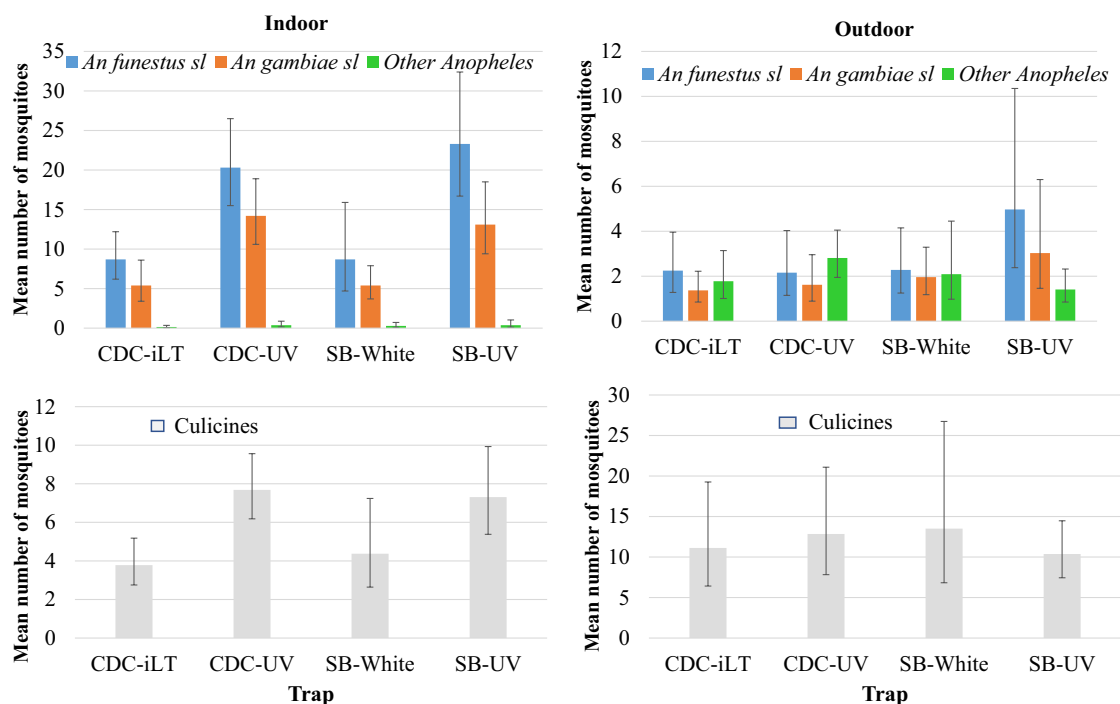 Indoor
An funestus sl An gambiae sl Other Anopheles
Mean number of mosquitoes
35
30
25
20
15
10
5
0
CDC-iLT CDC-UV SB-White SB-UV
Outdoor
An funestus sl An gambiae sl Other Anopheles
Mean number of mosquitoes
12
10
8
6
4
2
0
CDC-iLT CDC-UV SB-White SB-UV
Culicines
Mean number of mosquitoes
12
10
8
6
4
2
0
CDC-iLT CDC-UV SB-White SB-UV
Trap
Culicines
Mean number of mosquitoes
30
25
20
15
10
5
0
CDC-iLT CDC-UV SB-White SB-UV
Trap